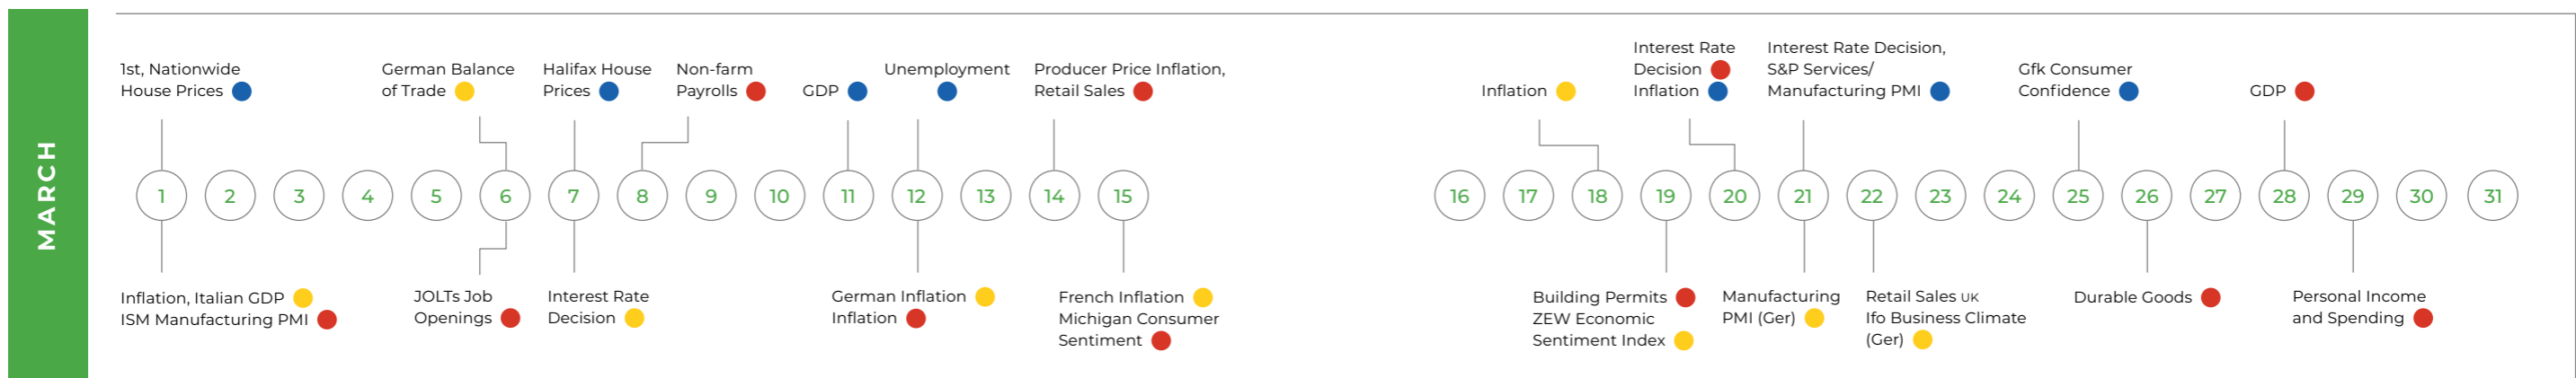 MARCH
1st, Nationwide
House Prices
German Balance
of Trade
Halifax House
Prices
Non-farm
Payrolls
GDP
Unemployment
Producer Price Inflation,
Retail Sales
Inflation
Interest Rate
Decision
Inflation
Interest Rate Decision,
S&P Services/
Manufacturing PMI
Gfk Consumer
Confidence
GDP
1 2 3 4 5 6 7 8 9 10 11 12 13 14 15 16 17 18 19 20 21 22 23 24 25 26 27 28 29 30 31
Inflation, Italian GDP
ISM Manufacturing PMI
JOLTs Job
Openings
Interest Rate
Decision
German Inflation
Inflation
French Inflation
Michigan Consumer
Sentiment
Building Permits
ZEW Economic
Sentiment Index
Manufacturing
PMI (Ger)
Retail Sales UK
Ifo Business Climate
(Ger)
Durable Goods
Personal Income
and Spending